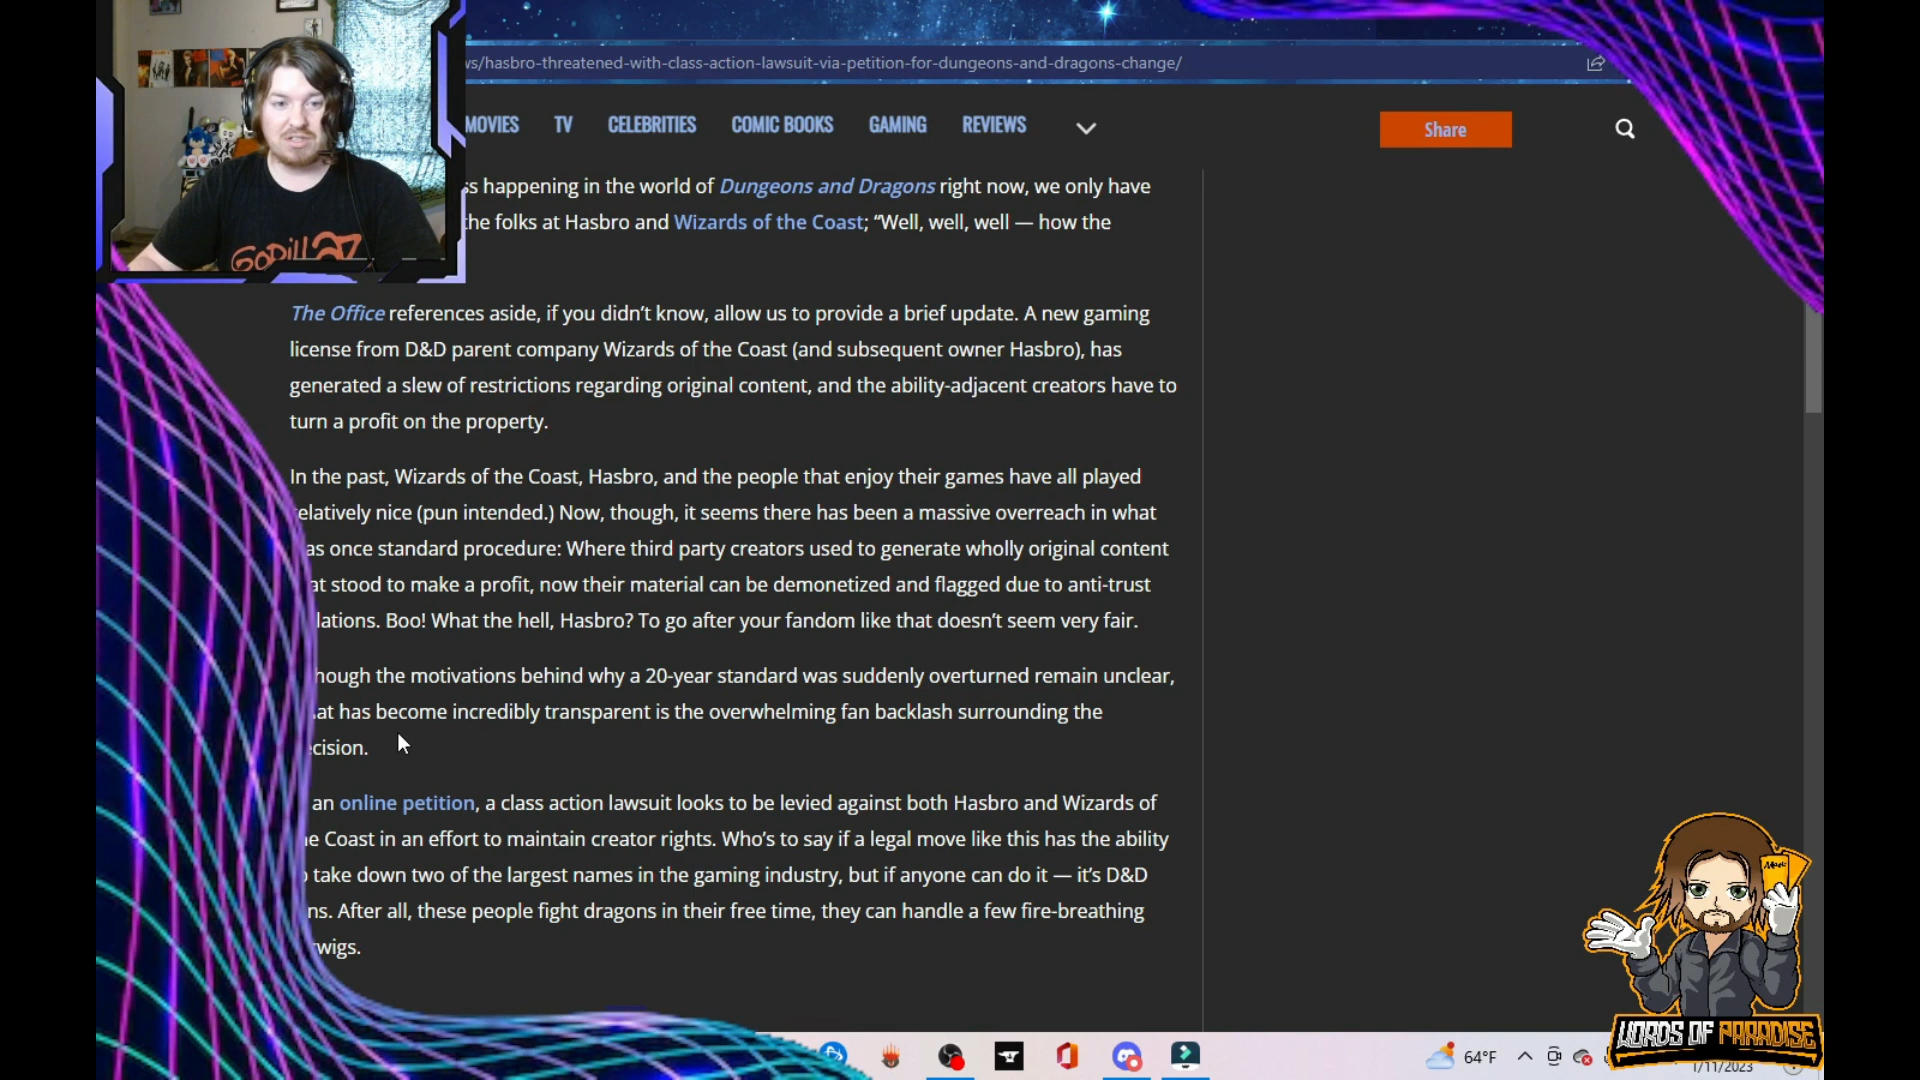 ws/hasbro-threatened-with-class-action-lawsuit-via-petition-for-dungeons-and-dragons-change/
MOVIES TV CELEBRITIES COMIC BOOKS GAMING REVIEWS
Share
ss happening in the world of Dungeons and Dragons right now, we only have
the folks at Hasbro and Wizards of the Coast; “Well, well, well — how the
The Office references aside, if you didn’t know, allow us to provide a brief update. A new gaming
license from D&D parent company Wizards of the Coast (and subsequent owner Hasbro), has
generated a slew of restrictions regarding original content, and the ability-adjacent creators have to
turn a profit on the property.
In the past, Wizards of the Coast, Hasbro, and the people that enjoy their games have all played
elatively nice (pun intended.) Now, though, it seems there has been a massive overreach in what
as once standard procedure: Where third party creators used to generate wholly original content
at stood to make a profit, now their material can be demonetized and flagged due to anti-trust
lations. Boo! What the hell, Hasbro? To go after your fandom like that doesn’t seem very fair.
hough the motivations behind why a 20-year standard was suddenly overturned remain unclear,
at has become incredibly transparent is the overwhelming fan backlash surrounding the
cision.
an online petition, a class action lawsuit looks to be levied against both Hasbro and Wizards of
e Coast in an effort to maintain creator rights. Who’s to say if a legal move like this has the ability
take down two of the largest names in the gaming industry, but if anyone can do it — it’s D&D
ns. After all, these people fight dragons in their free time, they can handle a few fire-breathing
wigs.
GORILLAZ
WORDS OF PARADISE
64°F
1/11/2023